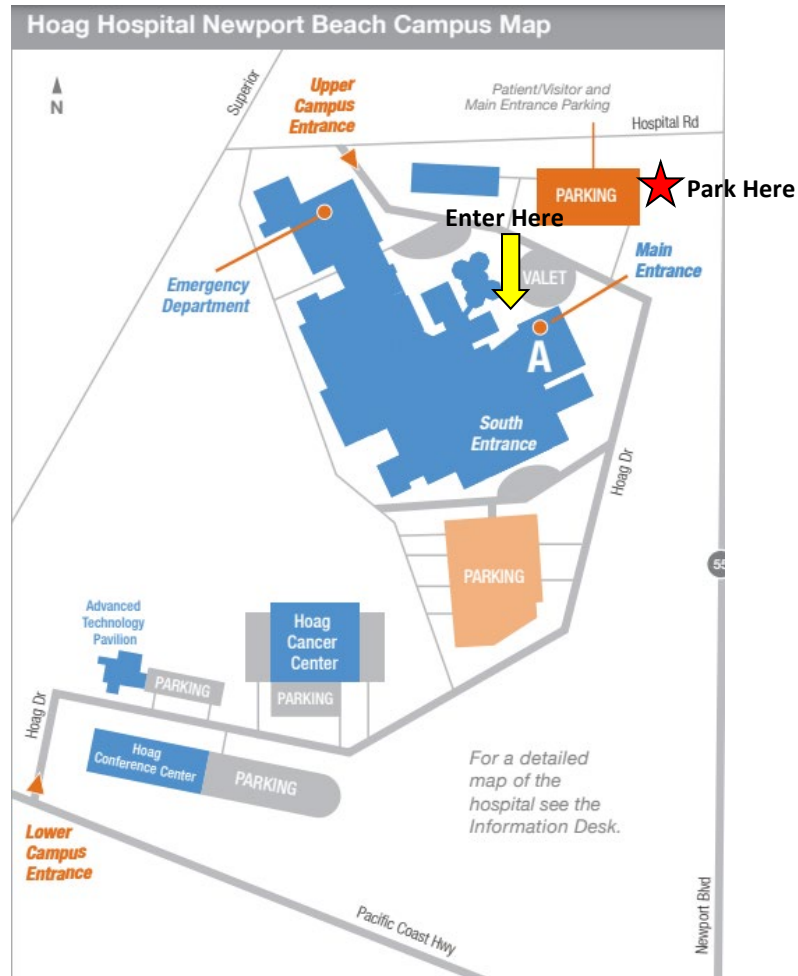 Hoag Hospital Newport Beach Campus Map
N
Superior
Upper
Campus
Entrance
Patient/Visitor and
Main Entrance Parking
Hospital Rd
PARKING
Park Here
Enter Here
Main
Entrance
VALET
Emergency
Department
A
South
Entrance
Hoag Dr
PARKING
55
Advanced
Technology
Pavilion
Hoag
Cancer
Center
PARKING
PARKING
Hoag Dr
Hoag
Conference Center
PARKING
For a detailed
map of the
hospital see the
Information Desk.
Lower
Campus
Entrance
Pacific Coast Hwy
Newport Blvd